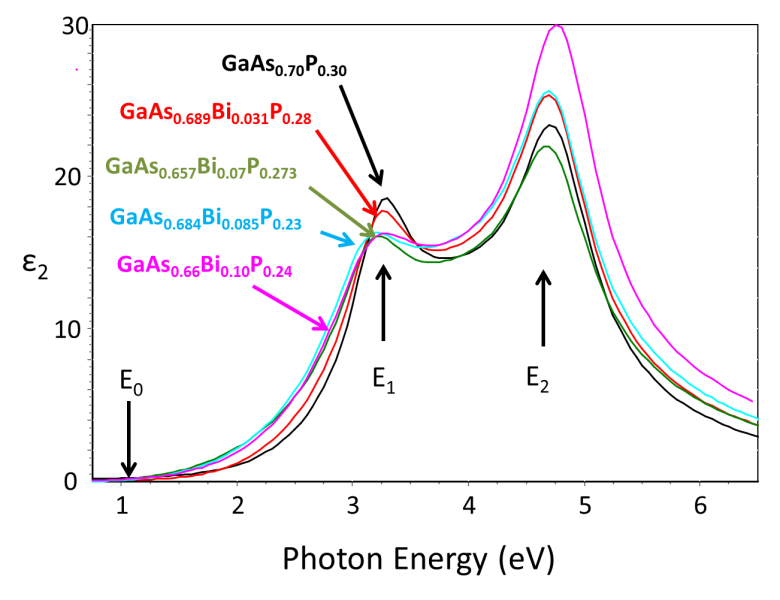 30
GaAs0.70P0.30
GaAs0.689Bi0.031P0.28
GaAs0.657Bi0.07P0.273
20
GaAs0.684Bi0.085P0.23
GaAs0.66Bi0.10P0.24
ε2
10
E0
E1
E2
0
1 2 3 4 5 6
Photon Energy (eV)